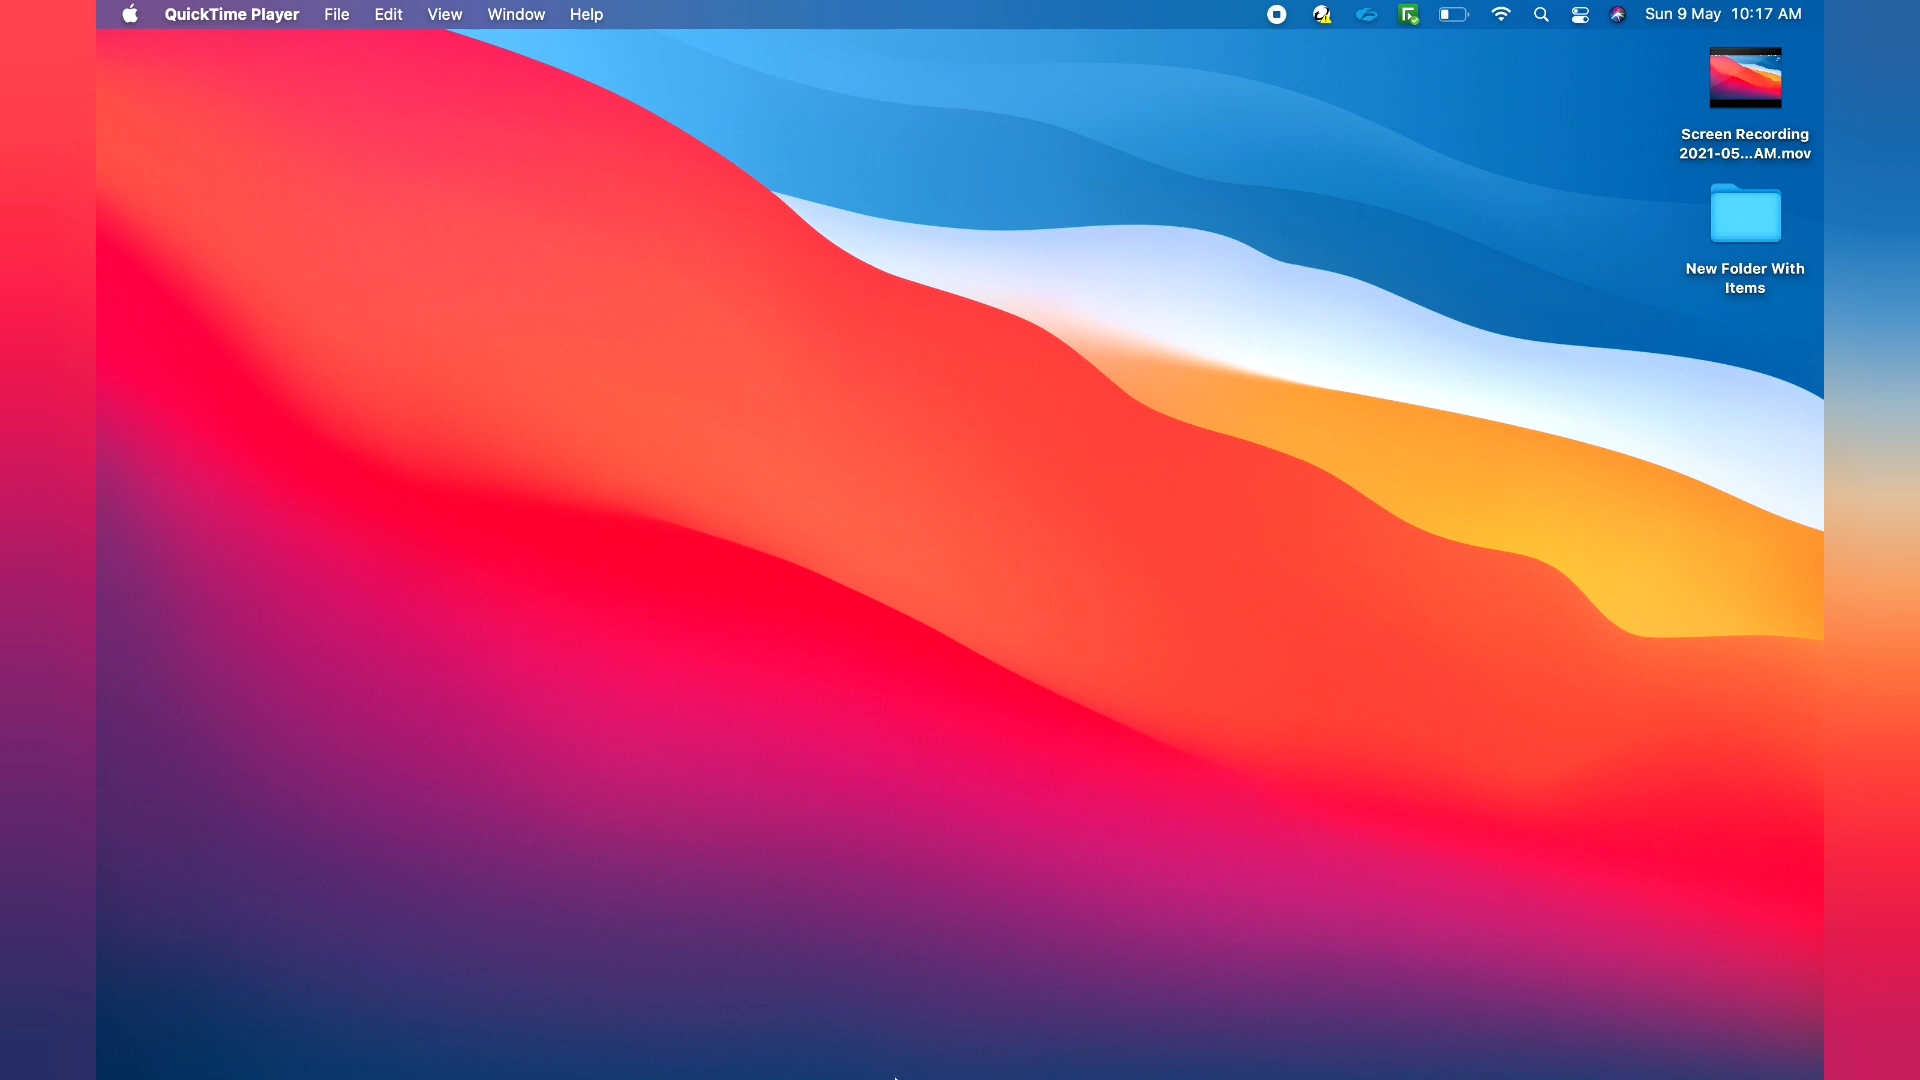 QuickTime Player File Edit View Window Help Sun 9 May 10:17 AM
Screen Recording
2021-05...AM.mov
New Folder With
Items